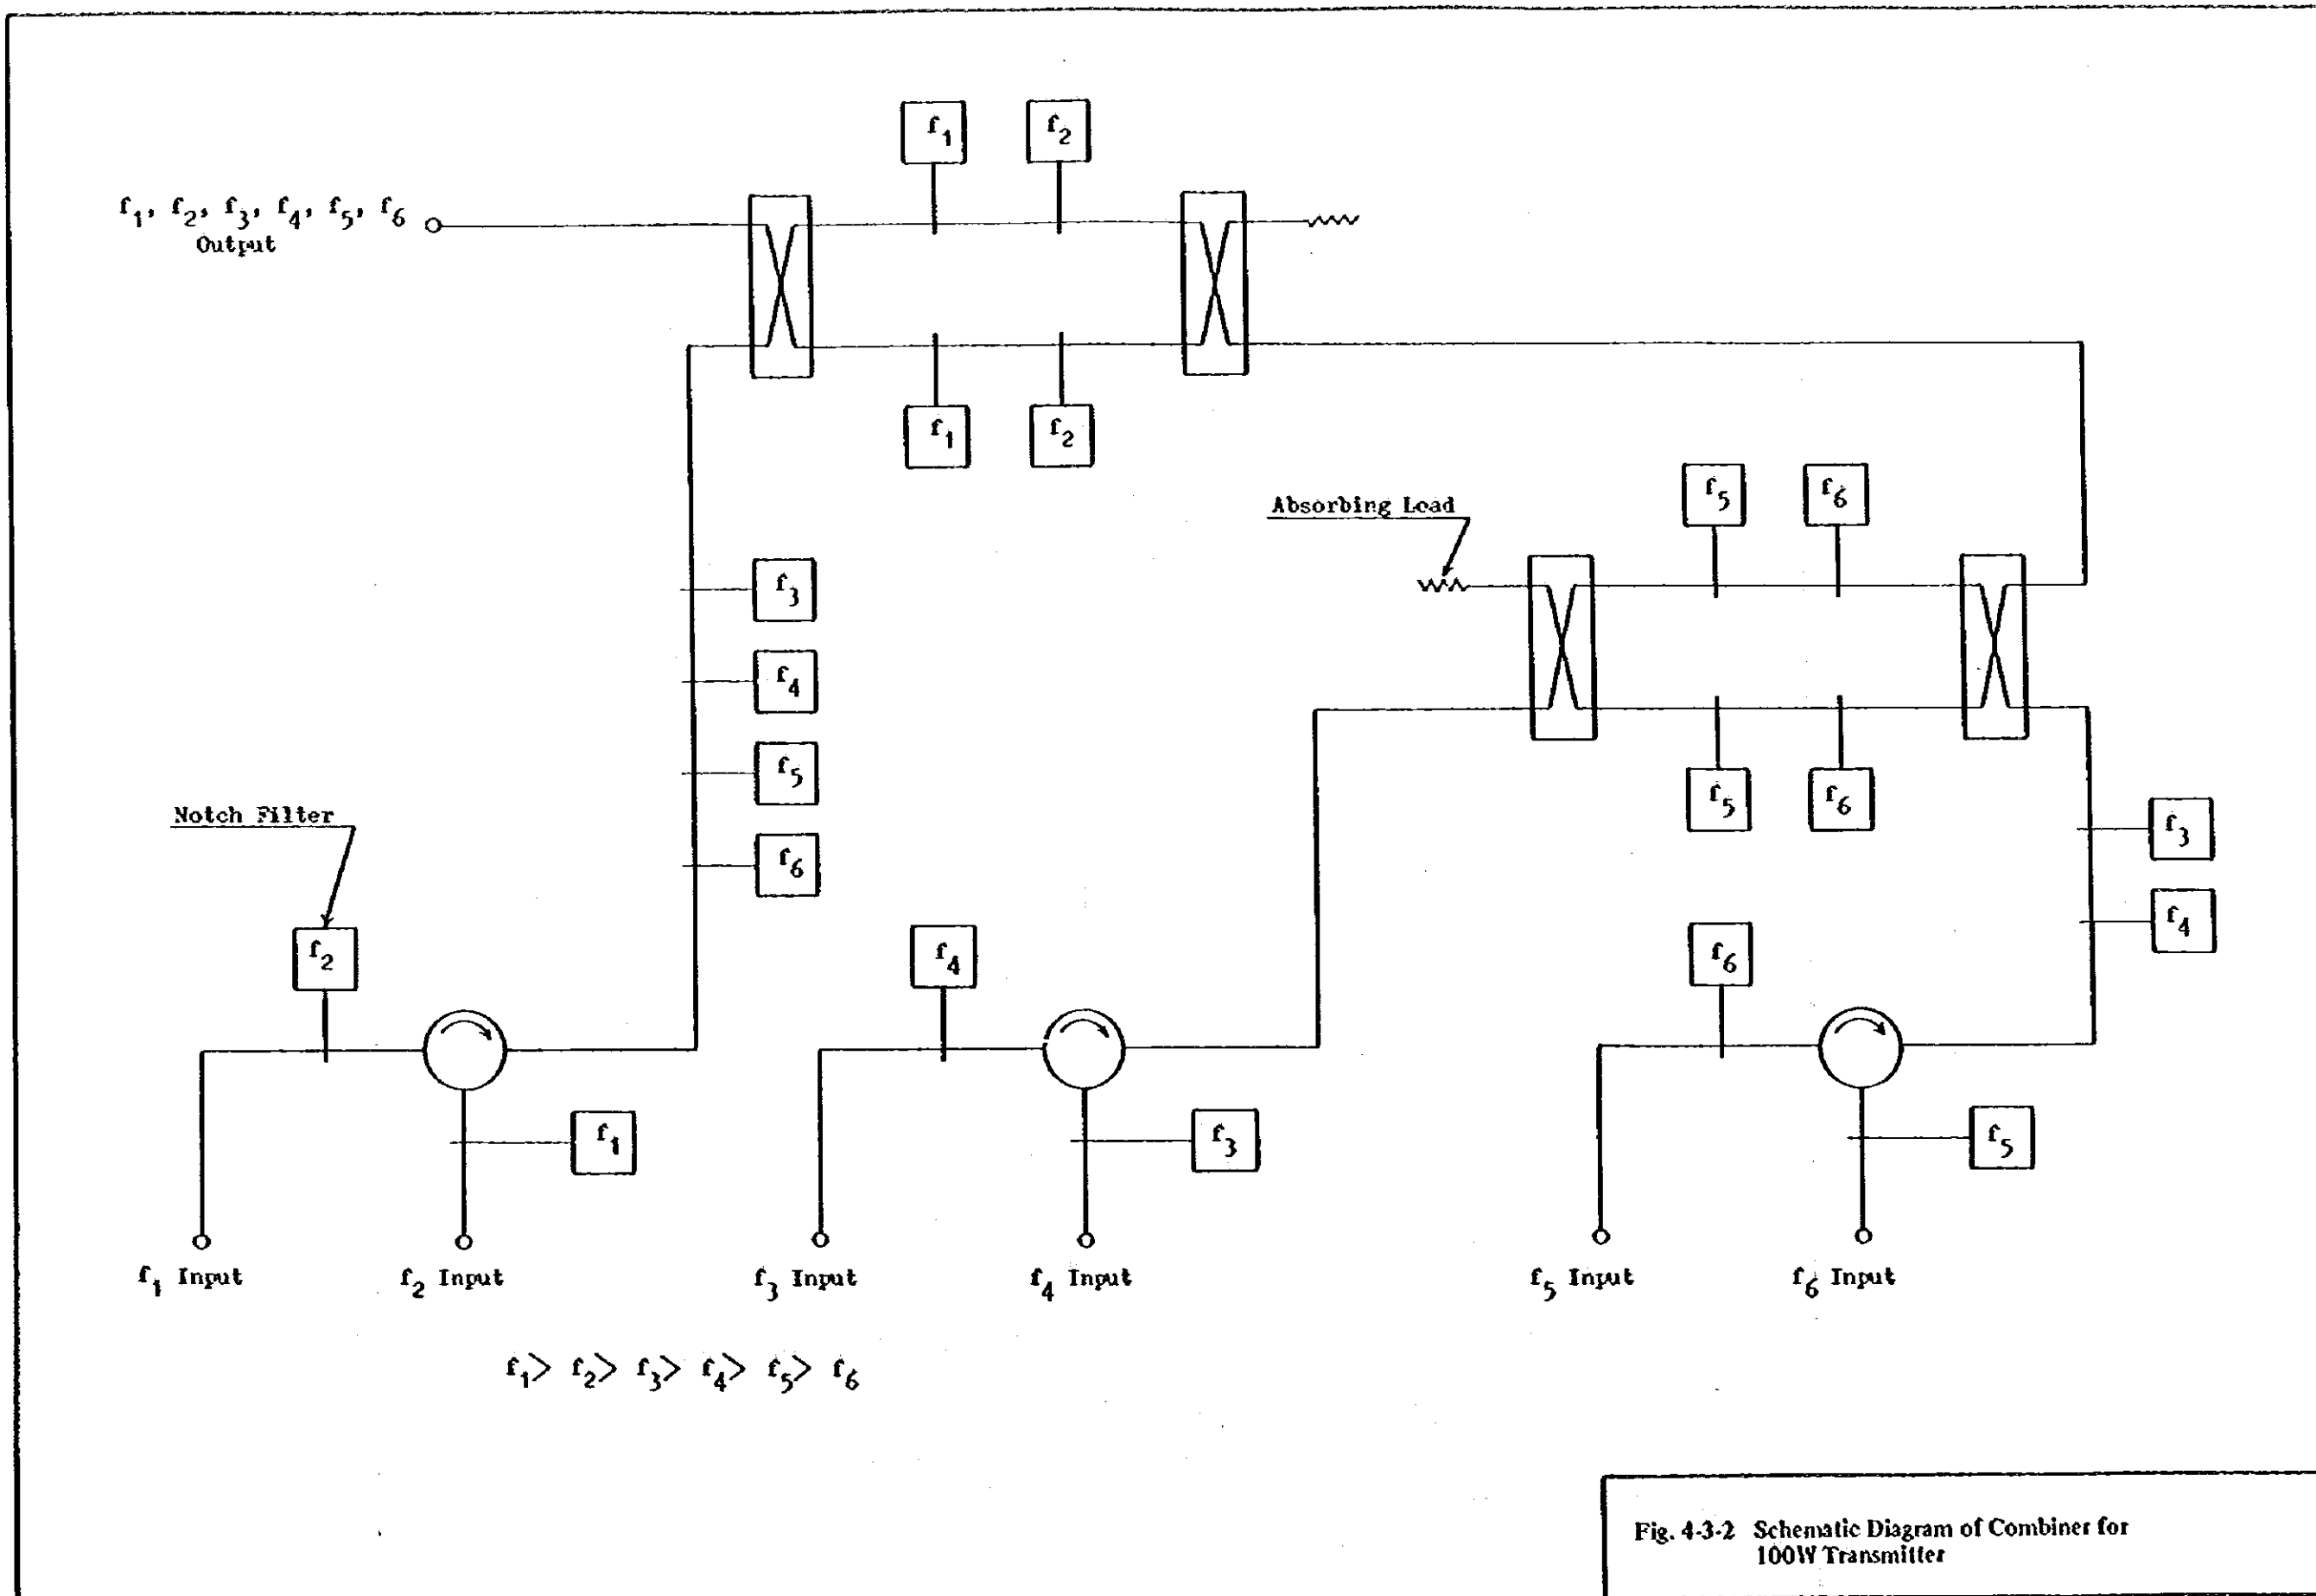 f1
f2
f1, f2, f3, f4, f5, f6
Output
f1
f2
Absorbing Load
f5
f6
f3
f4
f5
f6
f5
f6
f3
f4
Notch Filter
f2
f4
f6
f1
f3
f5
f1 Input
f2 Input
f3 Input
f4 Input
f5 Input
f6 Input
f1> f2> f3> f4> f5> f6
Fig. 4-3-2 Schematic Diagram of Combiner for
100W Transmitter